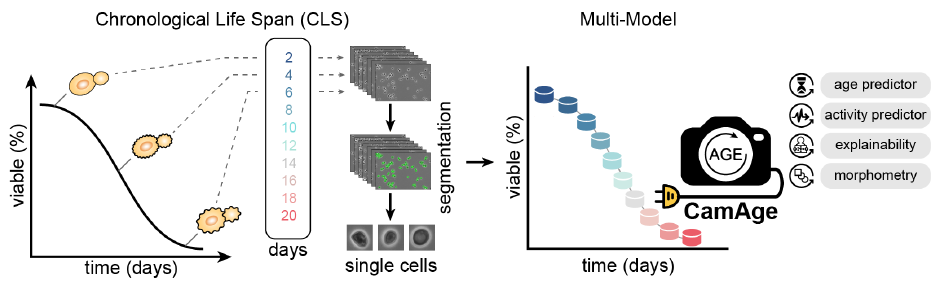 Chronological Life Span (CLS)
viable (%)
time (days)
2
4
6
8
10
12
14
16
18
20
days
segmentation
single cells
Multi-Model
viable (%)
time (days)
AGE
CamAge
age predictor
activity predictor
explainability
morphometry